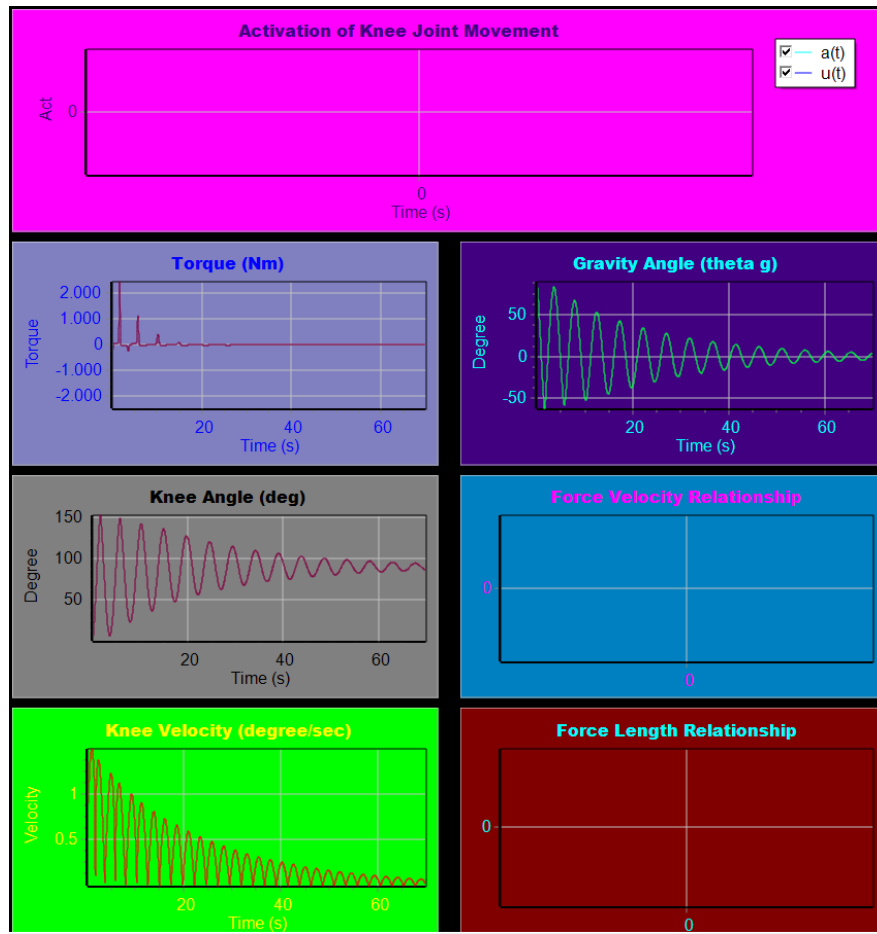 Activation of Knee Joint Movement
a(t)
u(t)
Act
0
0
Time (s)
Torque (Nm)
2.000
1.000
0
-1.000
-2.000
Torque
20 40 60
Time (s)
Gravity Angle (theta g)
50
0
-50
Degree
20 40 60
Time (s)
Knee Angle (deg)
150
100
50
Degree
20 40 60
Time (s)
Force Velocity Relationship
0
0
Knee Velocity (degree/sec)
1
0.5
Velocity
20 40 60
Time (s)
Force Length Relationship
0
0